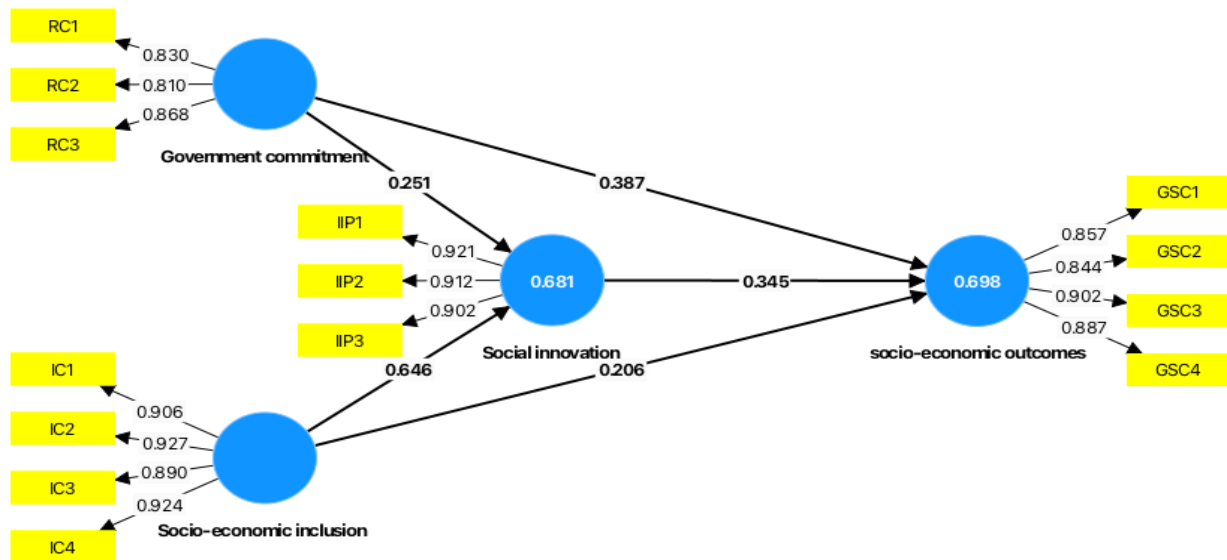 RC1
0.830
RC2
0.810
0.868
RC3
Government commitment
0.251
0.387
IIP1
0.921
IIP2
0.912
0.902
IIP3
0.681
Social innovation
0.345
0.698
socio-economic outcomes
GSC1
0.857
GSC2
0.844
0.902
GSC3
0.887
GSC4
0.646
0.206
IC1
0.906
IC2
0.927
0.890
IC3
0.924
IC4
Socio-economic inclusion